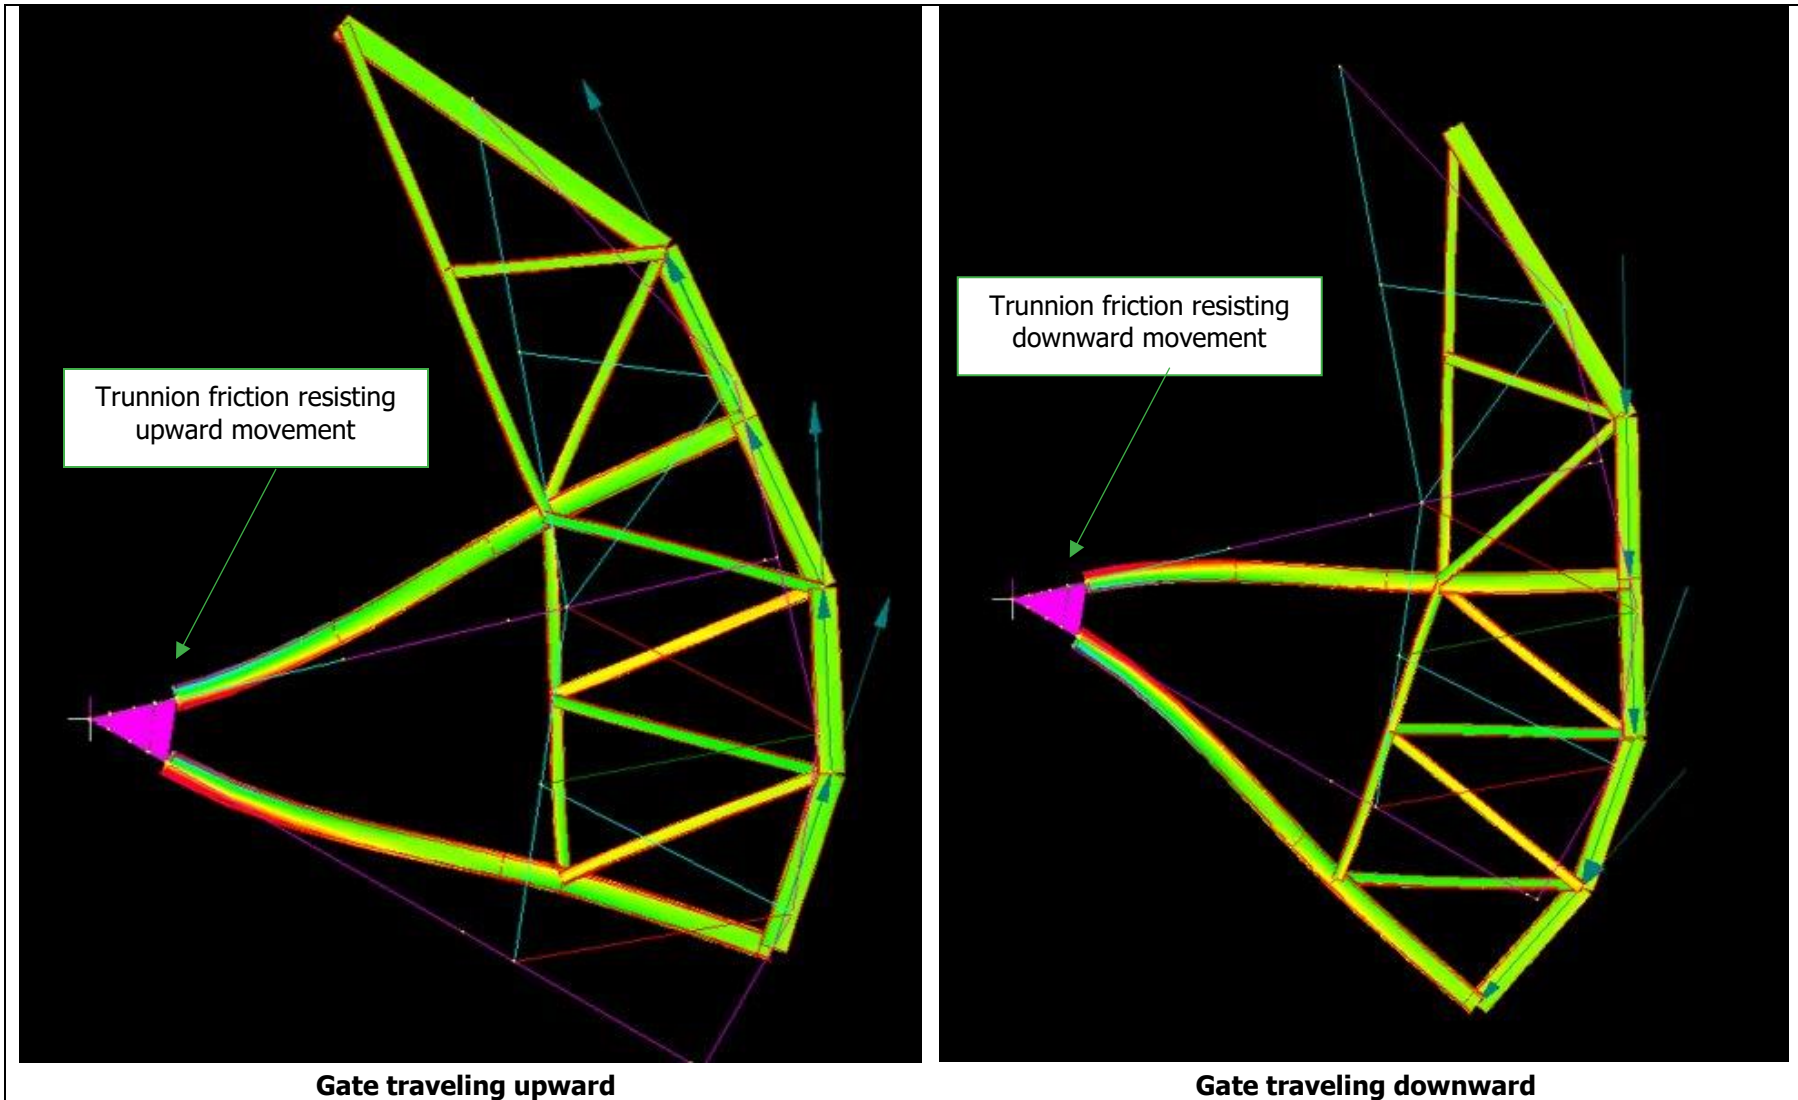 Trunnion friction resisting
upward movement
Trunnion friction resisting
downward movement
Gate traveling upward
Gate traveling downward